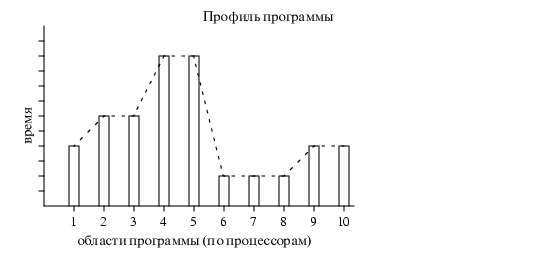 Профиль программы
время
1 2 3 4 5 6 7 8 9 10
области программы (по процессорам)